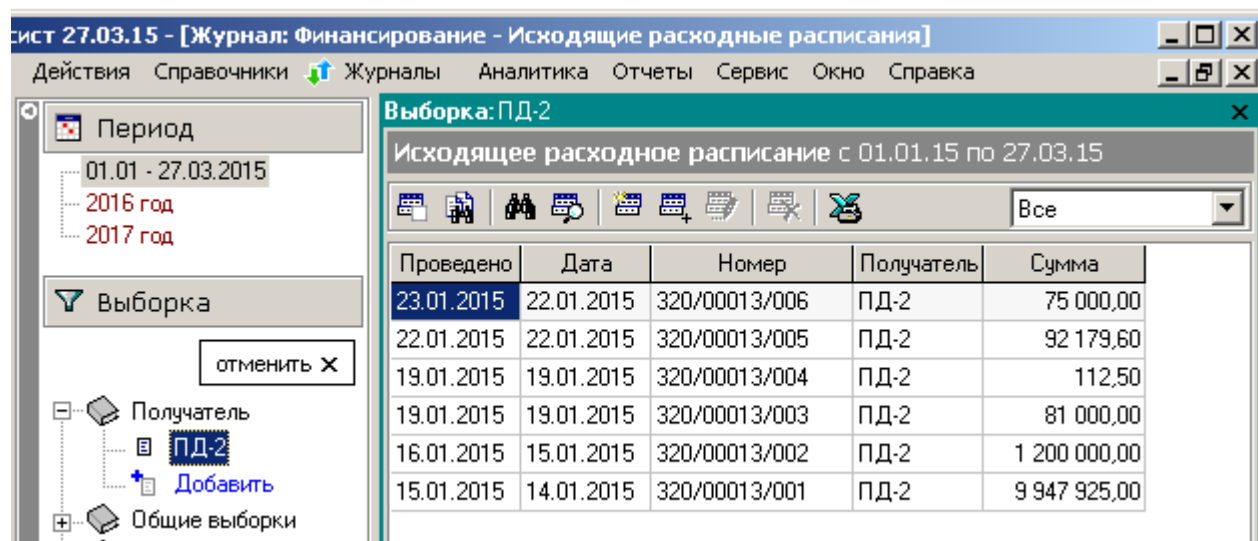 сист 27.03.15 - [Журнал: Финансирование - Исходящие расходные расписания]
Действия Справочники Журналы Аналитика Отчеты Сервис Окно Справка
Период
01.01 - 27.03.2015
2016 год
2017 год
Выборка
отменить X
Получатель
ПД-2
Добавить
Общие выборки
Выборка: ПД-2
Исходящее расходное расписание с 01.01.15 по 27.03.15
Все
Проведено Дата Номер Получатель Сумма
23.01.2015 22.01.2015 320/00013/006 ПД-2 75 000,00
22.01.2015 22.01.2015 320/00013/005 ПД-2 92 179,60
19.01.2015 19.01.2015 320/00013/004 ПД-2 112,50
19.01.2015 19.01.2015 320/00013/003 ПД-2 81 000,00
16.01.2015 15.01.2015 320/00013/002 ПД-2 1 200 000,00
15.01.2015 14.01.2015 320/00013/001 ПД-2 9 947 925,00